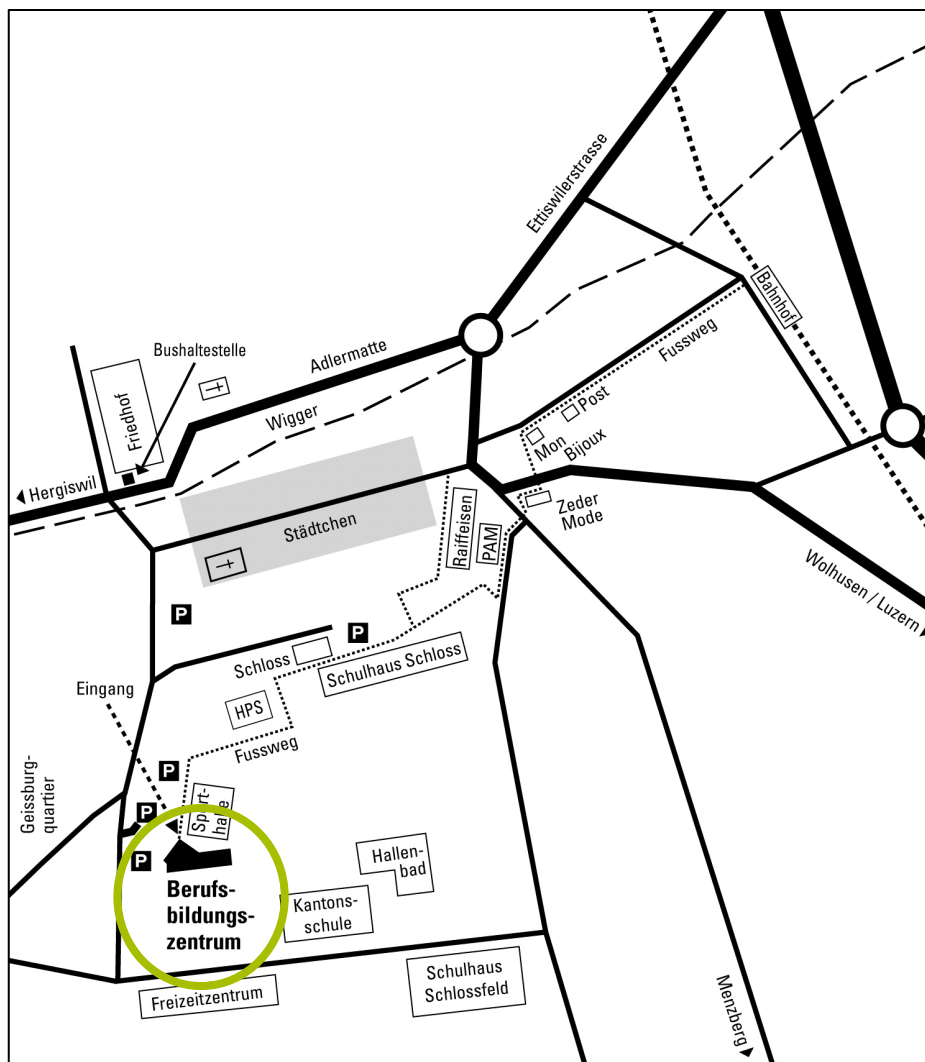 Ettiswilerstrasse
Bahnhof
Bushaltestelle
Adlermatte
Fussweg
Friedhof
Wigger
Post
Mon
Bijoux
Hergiswil
Städtchen
Raiffeisen
PAM
Zeder
Mode
Wolhusen / Luzern
P
P
Schloss
Schulhaus Schloss
Eingang
HPS
Fussweg
Geissburg-
quartier
P
Sport-
halle
P
P
Hallen-
bad
Berufs-
bildungs-
zentrum
Kantons-
schule
Schulhaus
Schlossfeld
Freizeitzentrum
Menzberg